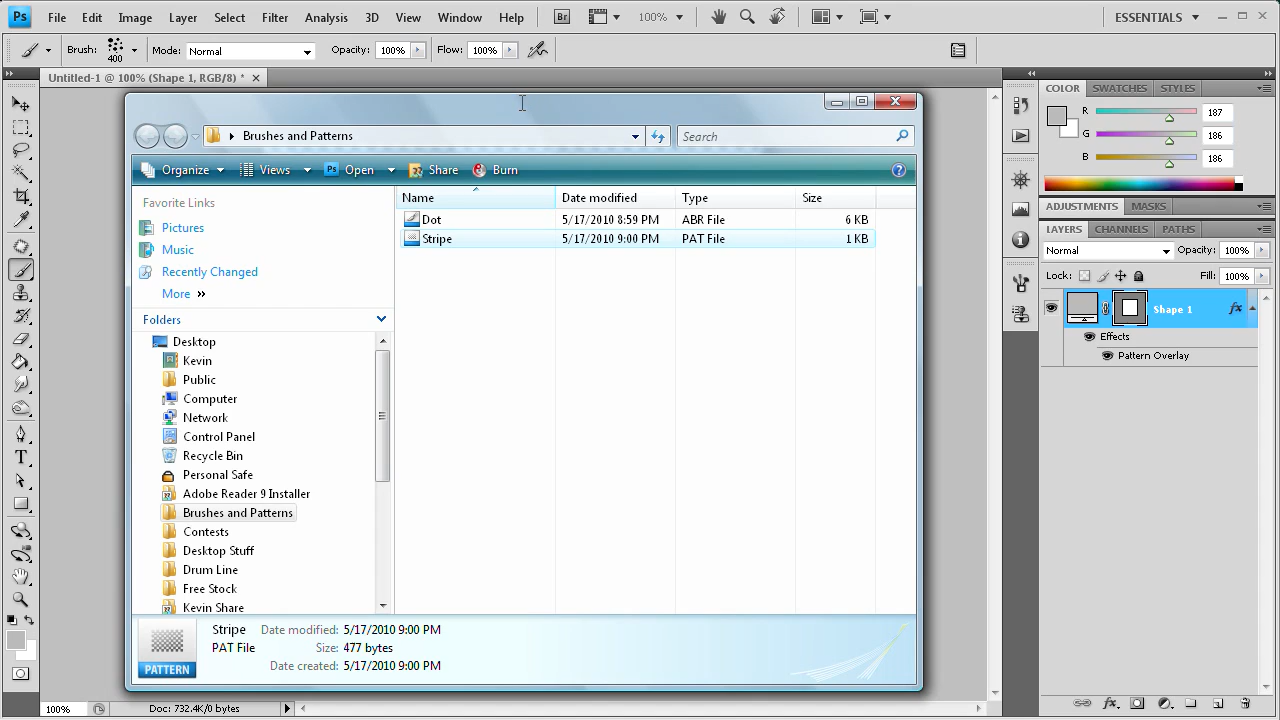 Ps File Edit Image Layer Select Filter Analysis 3D View Window Help Br 100% ESSENTIALS
Brush: 400 Mode: Normal Opacity: 100% Flow: 100%
Untitled-1 @ 100% (Shape 1, RGB/8) *
Brushes and Patterns Search
Organize Views Ps Open Share Burn ?
Favorite Links
Pictures
Music
Recently Changed
More
Folders
Desktop
Kevin
Public
Computer
Network
Control Panel
Recycle Bin
Personal Safe
Adobe Reader 9 Installer
Brushes and Patterns
Contests
Desktop Stuff
Drum Line
Free Stock
Kevin Share
Name Date modified Type Size
Dot 5/17/2010 8:59 PM ABR File 6 KB
Stripe 5/17/2010 9:00 PM PAT File 1 KB
PATTERN
Stripe Date modified: 5/17/2010 9:00 PM
PAT File Size: 477 bytes
Date created: 5/17/2010 9:00 PM
COLOR SWATCHES STYLES
R 187
G 186
B 186
ADJUSTMENTS MASKS
LAYERS CHANNELS PATHS
Normal Opacity: 100%
Lock: Fill: 100%
Shape 1 fx
Effects
Pattern Overlay
100% Doc: 732.4K/0 bytes
fx